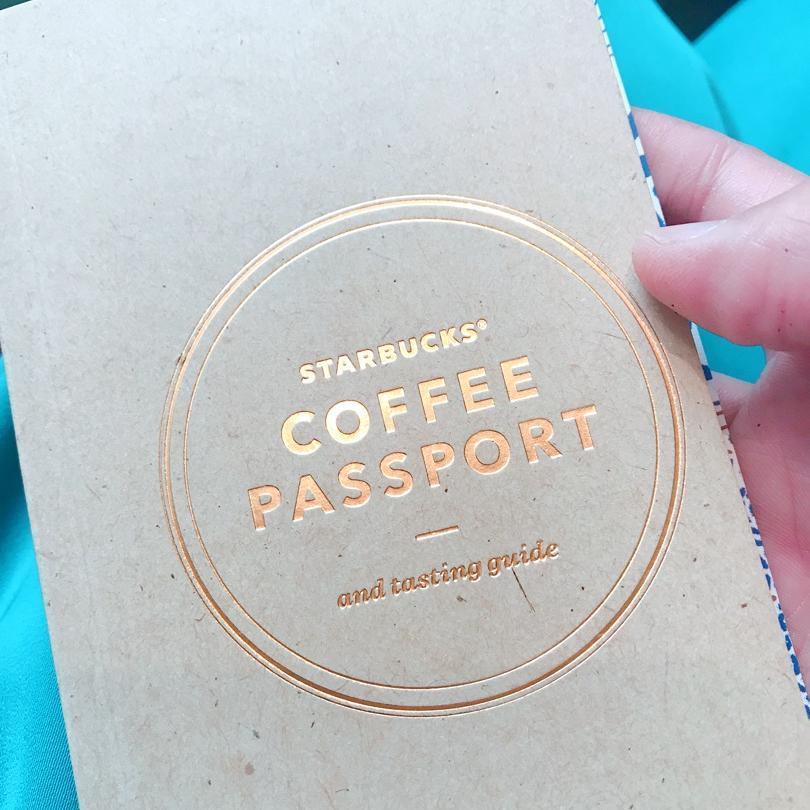 STARBUCKS®
COFFEE
PASSPORT
and tasting guide